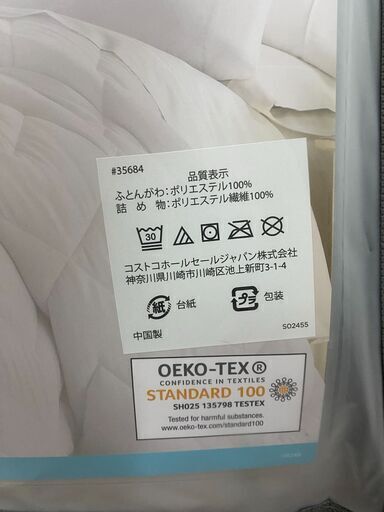 #35684
品質表示
ふとんがわ:ポリエステル100%
詰め物:ポリエステル繊維100%
30
コストコホールセールジャパン株式会社
神奈川県川崎市川崎区池上新町3-1-4
紙 台紙 プラ 包装
中国製 SO2455
OEKO-TEX®
CONFIDENCE IN TEXTILES
STANDARD 100
SH025 135798 TESTEX
Tested for harmful substances.
www.oeko-tex.com/standard100